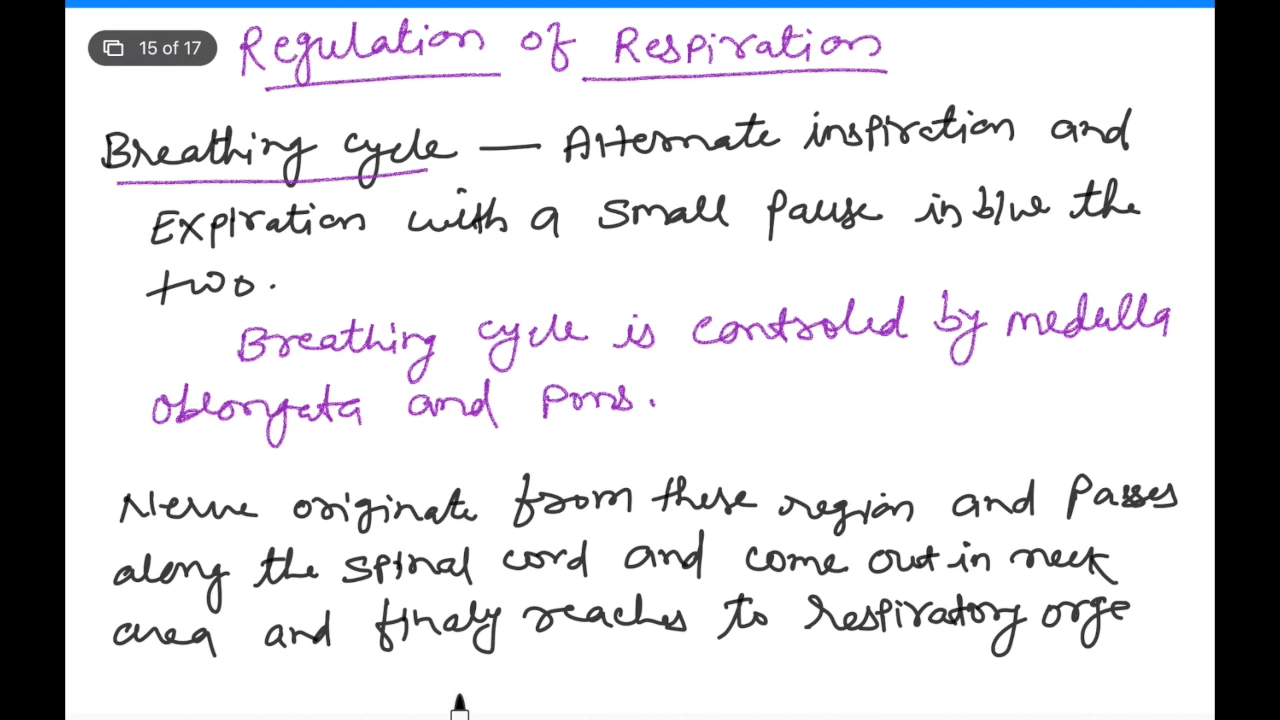 15 of 17
Regulation of Respiration
Breathing cycle — Alternate inspiration and
Expiration with a small Pause in b/w the
two.
Breathing cycle is controled by medulla
oblongata and Pons.
Nerve originate from these region and Passes
along the spinal cord and come out in neck
area and finaly reaches to respiratory orge